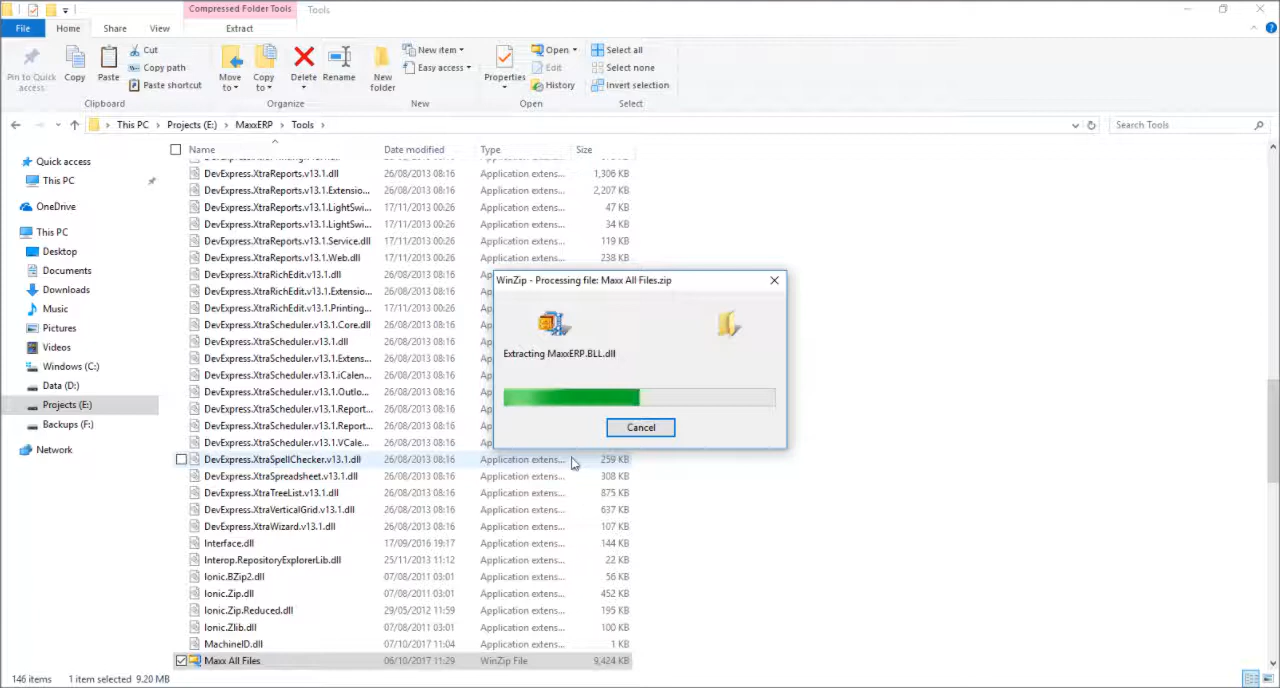 Compressed Folder Tools
Tools
File
Home
Share
View
Extract
Pin to Quick access
Copy
Paste
Cut
Copy path
Paste shortcut
Clipboard
Move to
Copy to
Delete
Rename
Organize
New folder
New item
Easy access
New
Properties
Open
Edit
History
Open
Select all
Select none
Invert selection
Select
This PC > Projects (E:) > MaxxERP > Tools >
Search Tools
Quick access
This PC
OneDrive
This PC
Desktop
Documents
Downloads
Music
Pictures
Videos
Windows (C:)
Data (D:)
Projects (E:)
Backups (F:)
Network
Name Date modified Type Size
DevExpress.XtraReports.v13.1.dll 26/08/2013 08:16 Application extens... 1,306 KB
DevExpress.XtraReports.v13.1.Extensio... 26/08/2013 08:16 Application extens... 2,207 KB
DevExpress.XtraReports.v13.1.LightSwi... 17/11/2013 00:26 Application extens... 47 KB
DevExpress.XtraReports.v13.1.LightSwi... 17/11/2013 00:26 Application extens... 34 KB
DevExpress.XtraReports.v13.1.Service.dll 17/11/2013 00:26 Application extens... 119 KB
DevExpress.XtraReports.v13.1.Web.dll 17/11/2013 00:26 Application extens... 238 KB
DevExpress.XtraRichEdit.v13.1.dll 26/08/2013 08:16
DevExpress.XtraRichEdit.v13.1.Extensio... 26/08/2013 08:16
DevExpress.XtraRichEdit.v13.1.Printing... 17/11/2013 00:26
DevExpress.XtraScheduler.v13.1.Core.dll 26/08/2013 08:16
DevExpress.XtraScheduler.v13.1.dll 26/08/2013 08:16
DevExpress.XtraScheduler.v13.1.Extens... 26/08/2013 08:16
DevExpress.XtraScheduler.v13.1.iCalen... 26/08/2013 08:16
DevExpress.XtraScheduler.v13.1.Outlo... 26/08/2013 08:16
DevExpress.XtraScheduler.v13.1.Report... 26/08/2013 08:16
DevExpress.XtraScheduler.v13.1.Report... 26/08/2013 08:16
DevExpress.XtraScheduler.v13.1.VCale... 26/08/2013 08:16
DevExpress.XtraSpellChecker.v13.1.dll 26/08/2013 08:16 Application extens... 259 KB
DevExpress.XtraSpreadsheet.v13.1.dll 26/08/2013 08:16 Application extens... 308 KB
DevExpress.XtraTreeList.v13.1.dll 26/08/2013 08:16 Application extens... 875 KB
DevExpress.XtraVerticalGrid.v13.1.dll 26/08/2013 08:16 Application extens... 637 KB
DevExpress.XtraWizard.v13.1.dll 26/08/2013 08:16 Application extens... 107 KB
Interface.dll 17/09/2016 19:17 Application extens... 144 KB
Interop.RepositoryExplorerLib.dll 25/11/2013 11:12 Application extens... 22 KB
Ionic.BZip2.dll 07/08/2011 03:01 Application extens... 56 KB
Ionic.Zip.dll 07/08/2011 03:01 Application extens... 452 KB
Ionic.Zip.Reduced.dll 29/05/2012 11:59 Application extens... 195 KB
Ionic.Zlib.dll 07/08/2011 03:01 Application extens... 100 KB
MachineID.dll 07/10/2017 11:04 Application extens... 1 KB
Maxx All Files 06/10/2017 11:29 WinZip File 9,424 KB
WinZip - Processing file: Maxx All Files.zip
Extracting MaxxERP.BLL.dll
Cancel
146 items 1 item selected 9.20 MB